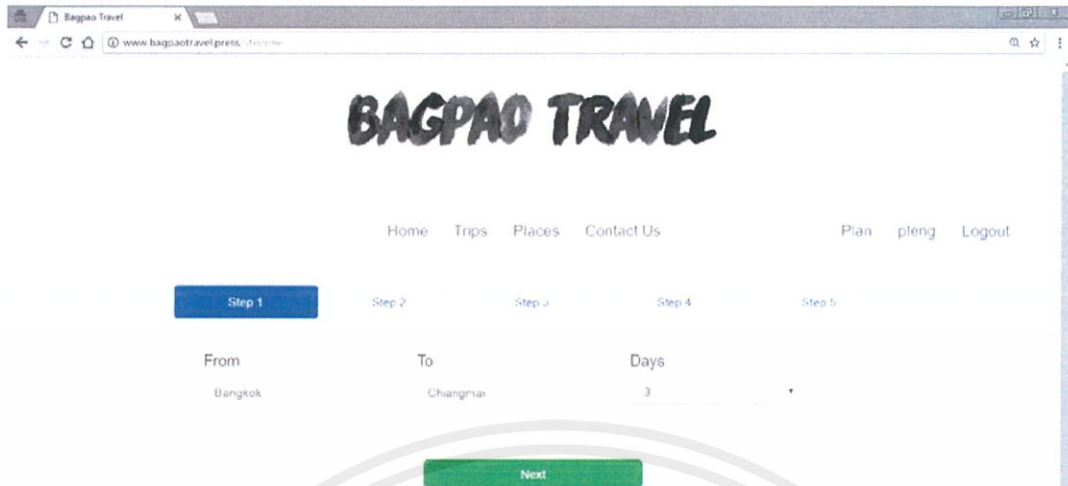 Bagpao Travel
www.bagpaotravel.press/
BAGPAO TRAVEL
Home Trips Places Contact Us Plan pleng Logout
Step 1 Step 2 Step 3 Step 4 Step 5
From To Days
Bangkok Chiangmai 3
Next